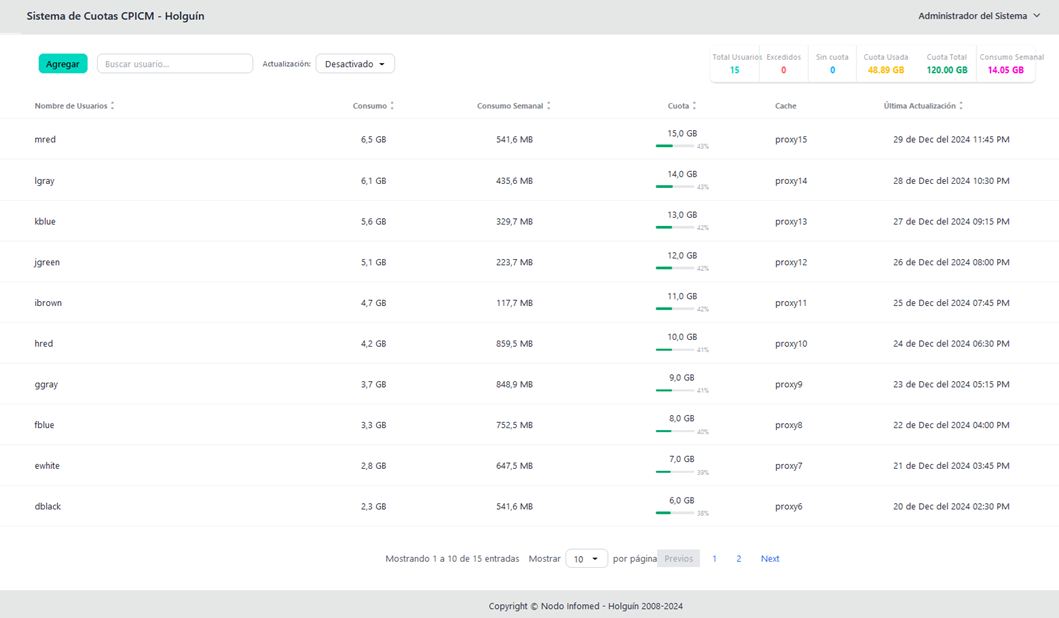 Sistema de Cuotas CPICM - Holguín
Administrador del Sistema
Agregar
Buscar usuario...
Actualización:
Desactivado
Total Usuarios
15
Excedidos
0
Sin cuota
0
Cuota Usada
48.89 GB
Cuota Total
120.00 GB
Consumo Semanal
14.05 GB
Nombre de Usuarios Consumo Consumo Semanal Cuota Cache Última Actualización
mred 6,5 GB 541,6 MB 15,0 GB 43% proxy15 29 de Dec del 2024 11:45 PM
lgray 6,1 GB 435,6 MB 14,0 GB 43% proxy14 28 de Dec del 2024 10:30 PM
kblue 5,6 GB 329,7 MB 13,0 GB 42% proxy13 27 de Dec del 2024 09:15 PM
jgreen 5,1 GB 223,7 MB 12,0 GB 42% proxy12 26 de Dec del 2024 08:00 PM
ibrown 4,7 GB 117,7 MB 11,0 GB 42% proxy11 25 de Dec del 2024 07:45 PM
hred 4,2 GB 859,5 MB 10,0 GB 41% proxy10 24 de Dec del 2024 06:30 PM
ggray 3,7 GB 848,9 MB 9,0 GB 41% proxy9 23 de Dec del 2024 05:15 PM
fblue 3,3 GB 752,5 MB 8,0 GB 40% proxy8 22 de Dec del 2024 04:00 PM
ewhite 2,8 GB 647,5 MB 7,0 GB 39% proxy7 21 de Dec del 2024 03:45 PM
dblack 2,3 GB 541,6 MB 6,0 GB 38% proxy6 20 de Dec del 2024 02:30 PM
Mostrando 1 a 10 de 15 entradas Mostrar 10 por página Previos 1 2 Next
Copyright © Nodo Infomed - Holguín 2008-2024